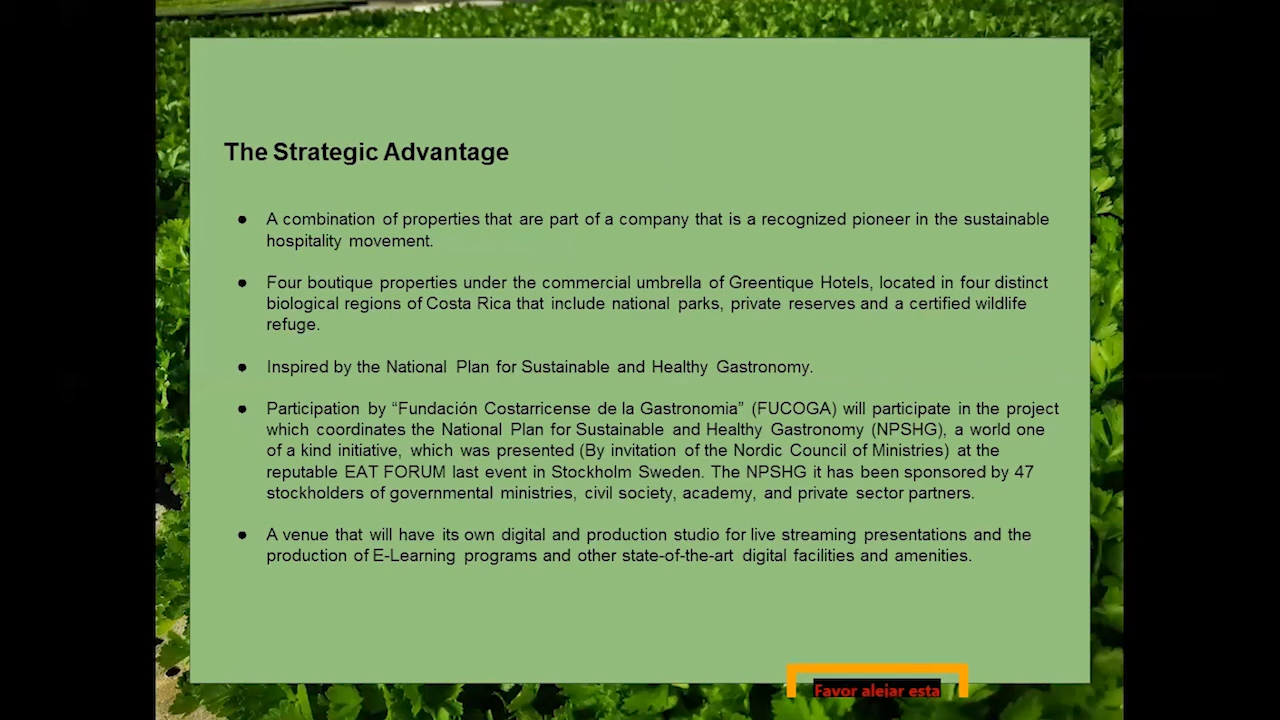 The Strategic Advantage
● A combination of properties that are part of a company that is a recognized pioneer in the sustainable
hospitality movement.
● Four boutique properties under the commercial umbrella of Greentique Hotels, located in four distinct
biological regions of Costa Rica that include national parks, private reserves and a certified wildlife
refuge.
● Inspired by the National Plan for Sustainable and Healthy Gastronomy.
● Participation by “Fundación Costarricense de la Gastronomia” (FUCOGA) will participate in the project
which coordinates the National Plan for Sustainable and Healthy Gastronomy (NPSHG), a world one
of a kind initiative, which was presented (By invitation of the Nordic Council of Ministries) at the
reputable EAT FORUM last event in Stockholm Sweden. The NPSHG it has been sponsored by 47
stockholders of governmental ministries, civil society, academy, and private sector partners.
● A venue that will have its own digital and production studio for live streaming presentations and the
production of E-Learning programs and other state-of-the-art digital facilities and amenities.
Favor alejar esta